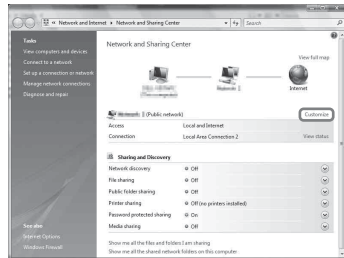 « Network and Internet ▸ Network and Sharing Center
Search
Tasks
View computers and devices
Connect to a network
Set up a connection or network
Manage network connections
Diagnose and repair
See also
Internet Options
Windows Firewall
Network and Sharing Center
View full map
Internet
(Public network)
Customize
Access Local and Internet
Connection Local Area Connection 2 View status
Sharing and Discovery
Network discovery Off
File sharing Off
Public folder sharing Off
Printer sharing Off (no printers installed)
Password protected sharing On
Media sharing Off
Show me all the files and folders I am sharing
Show me all the shared network folders on this computer